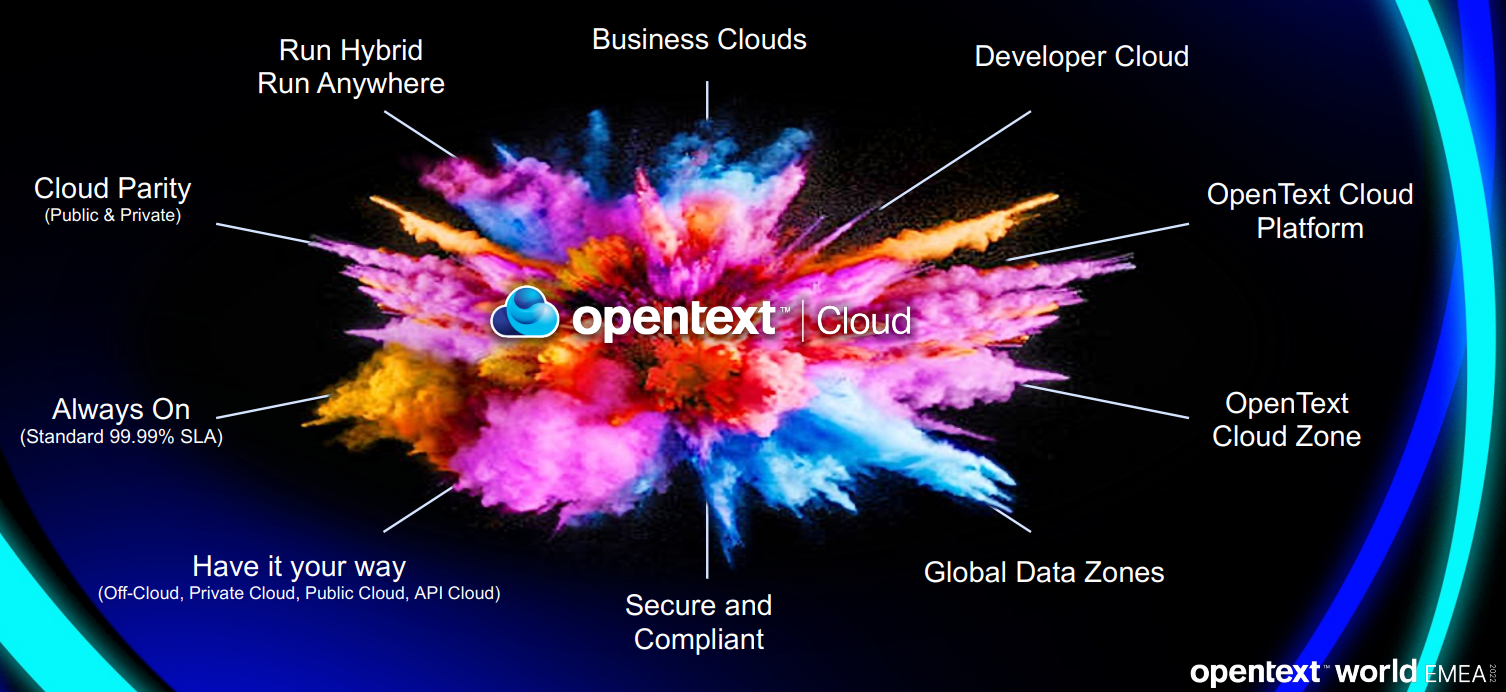 Business Clouds
Run Hybrid
Run Anywhere
Developer Cloud
Cloud Parity
(Public & Private)
OpenText Cloud
Platform
opentext™ | Cloud
Always On
(Standard 99.99% SLA)
OpenText
Cloud Zone
Have it your way
(Off-Cloud, Private Cloud, Public Cloud, API Cloud)
Global Data Zones
Secure and
Compliant
opentext™ world EMEA 2022